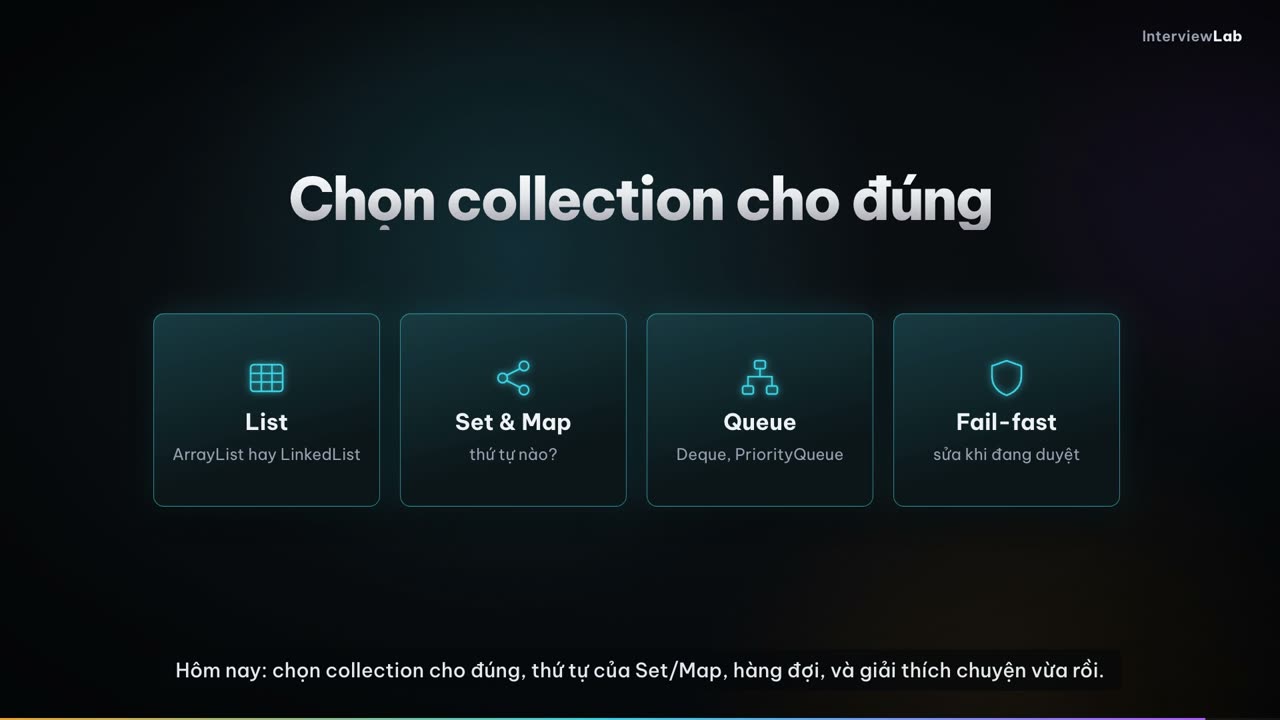 InterviewLab
Chọn collection cho đúng
List
ArrayList hay LinkedList
Set & Map
thứ tự nào?
Queue
Deque, PriorityQueue
Fail-fast
sửa khi đang duyệt
Hôm nay: chọn collection cho đúng, thứ tự của Set/Map, hàng đợi, và giải thích chuyện vừa rồi.